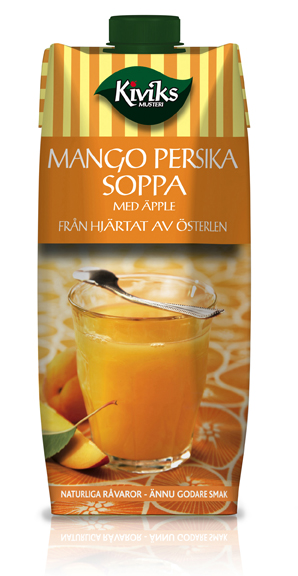 Kiviks
MUSTERI
MANGO PERSIKA
SOPPA
MED ÄPPLE
FRÅN HJÄRTAT AV ÖSTERLEN
NATURLIGA RÅVAROR - ÄNNU GODARE SMAK